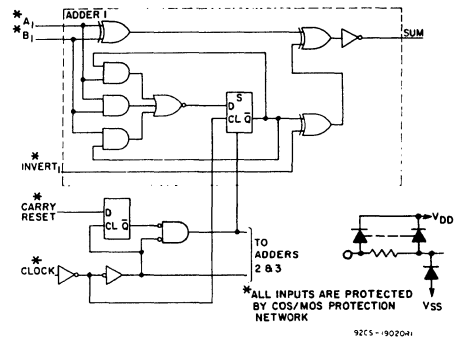 ADDER 1
* A1
* B1
SUM
S
D
CL Q̅
* INVERT1
* CARRY RESET
D
CL Q̅
* CLOCK
TO
ADDERS
2 & 3
VDD
VSS
*ALL INPUTS ARE PROTECTED
BY COS/MOS PROTECTION
NETWORK
92CS-19020R1